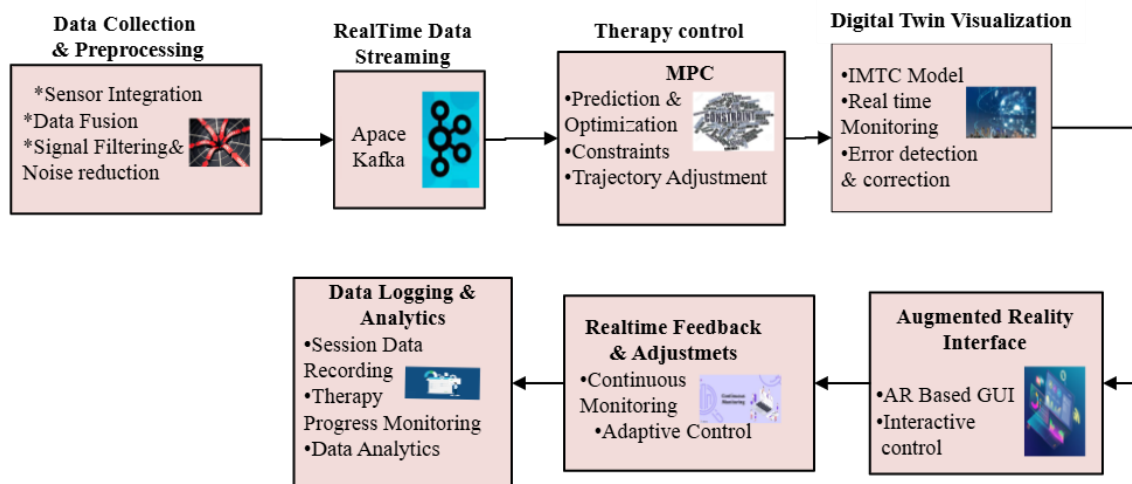 Data Collection
& Preprocessing
*Sensor Integration
*Data Fusion
*Signal Filtering&
Noise reduction
RealTime Data
Streaming
Apace
Kafka
Therapy control
MPC
•Prediction &
Optimization
•Constraints
•Trajectory Adjustment
CONSTRAINT
Digital Twin Visualization
•IMTC Model
•Real time
Monitoring
•Error detection
& correction
Data Logging &
Analytics
•Session Data
Recording
•Therapy
Progress Monitoring
•Data Analytics
Realtime Feedback
& Adjustmets
•Continuous
Monitoring
•Adaptive Control
Continuous
Monitoring
Augmented Reality
Interface
•AR Based GUI
•Interactive
control